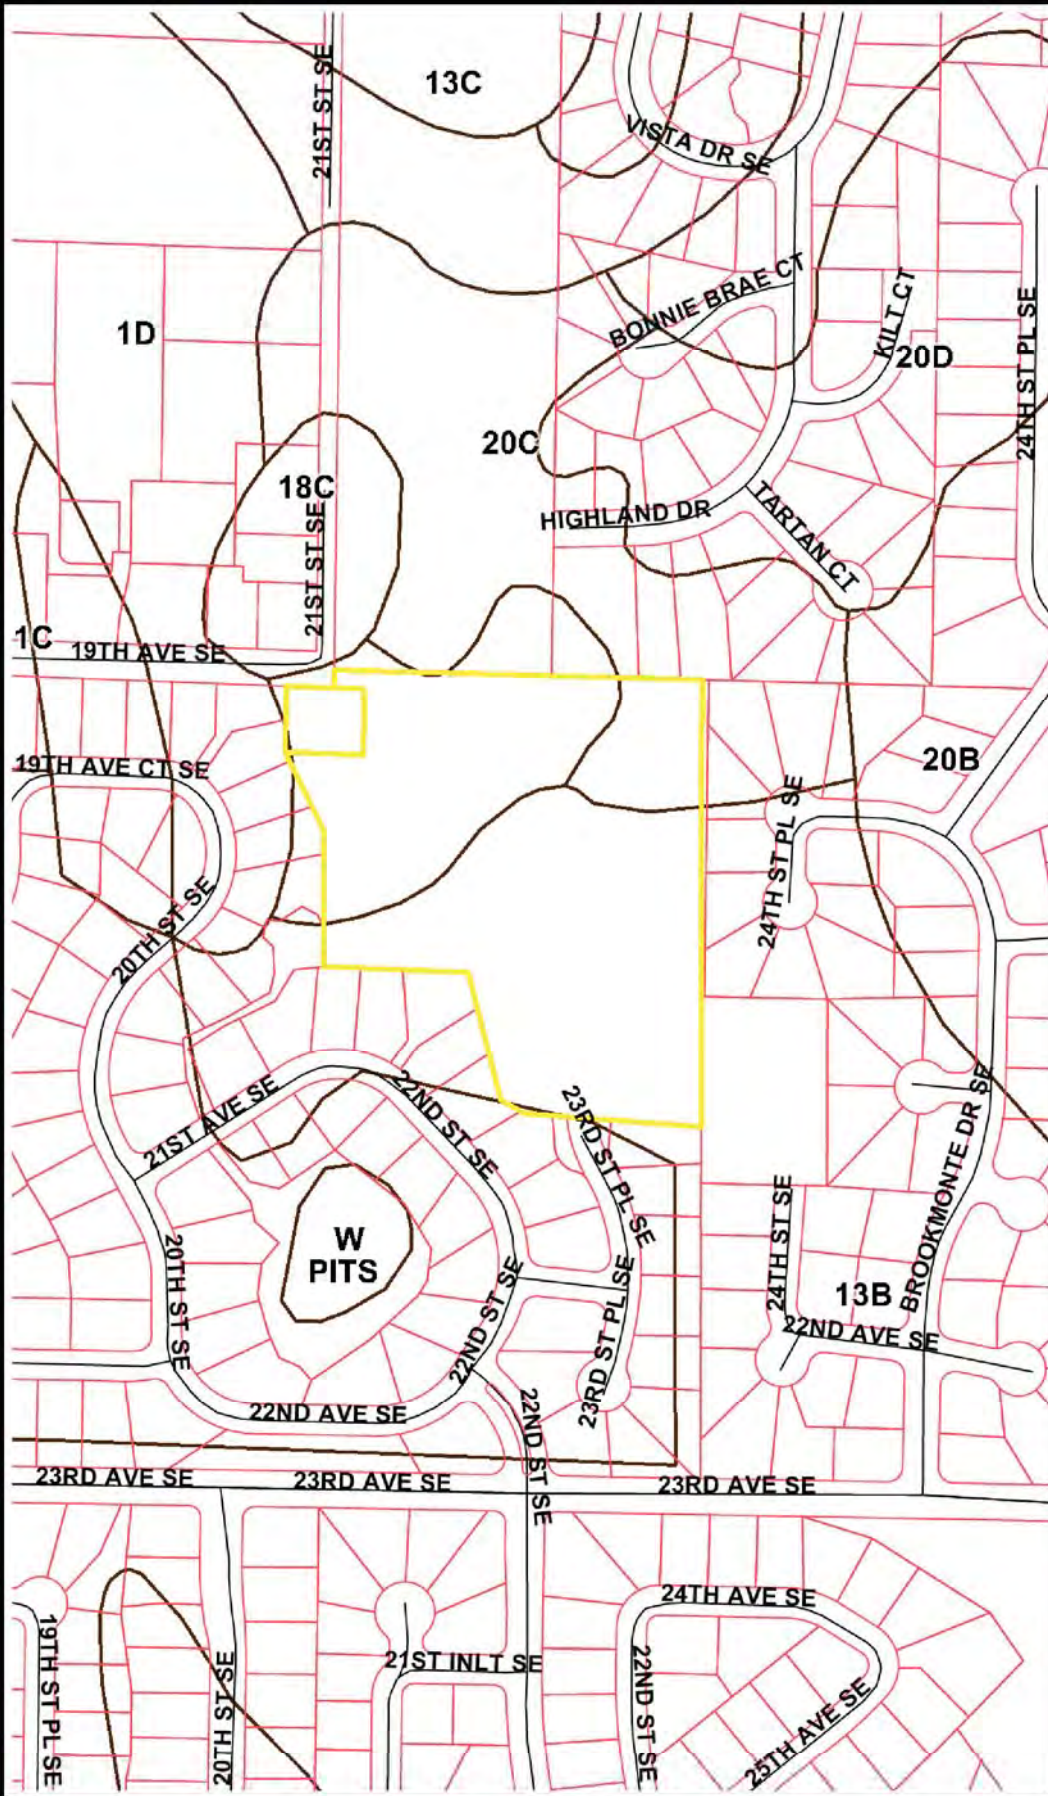 13C
21ST ST SE
VISTA DR SE
BONNIE BRAE CT
KILT CT
1D
20D
24TH ST PL SE
20C
18C
HIGHLAND DR
TARTAN CT
21ST ST SE
1C
19TH AVE SE
19TH AVE CT SE
20B
24TH ST PL SE
20TH ST SE
21ST AVE SE
22ND ST SE
23RD ST PL SE
BROOKMONTE DR SE
24TH ST SE
W
PITS
20TH ST SE
22ND ST SE
23RD ST PL SE
13B
22ND AVE SE
22ND AVE SE
22ND ST SE
23RD AVE SE
23RD AVE SE
23RD AVE SE
24TH AVE SE
19TH ST PL SE
20TH ST SE
21ST INLT SE
22ND ST SE
25TH AVE SE